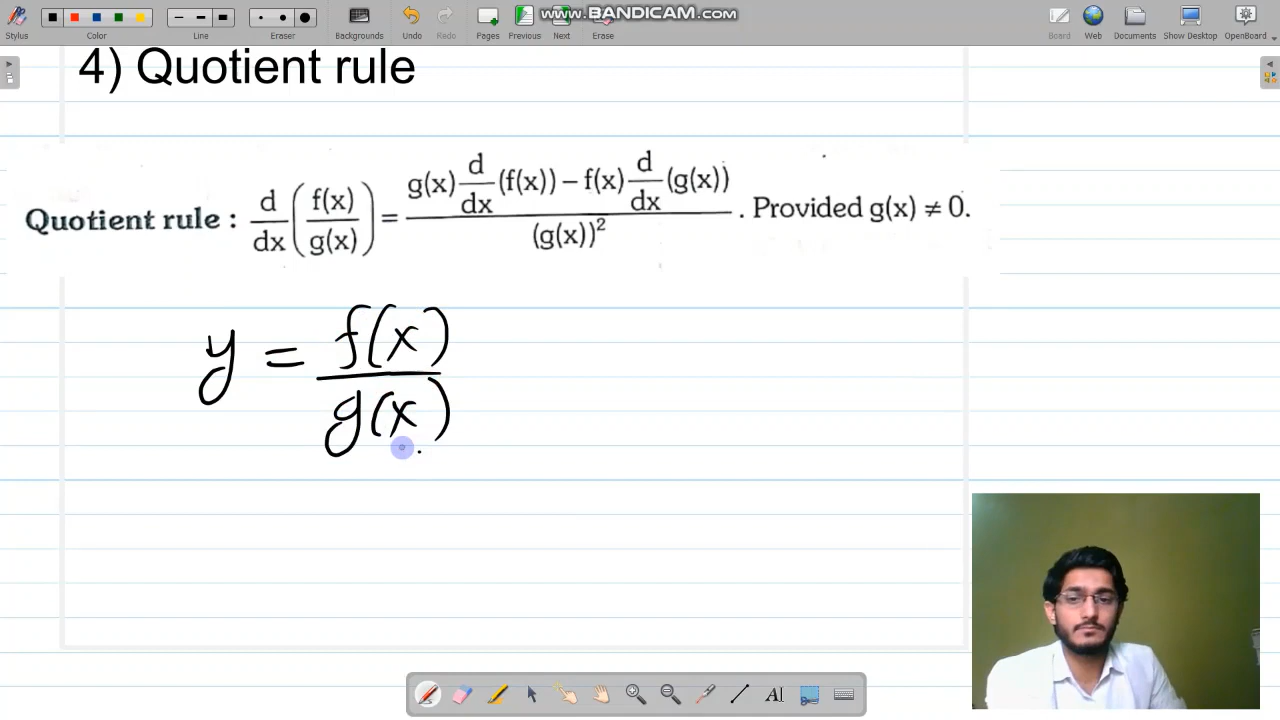 www.BANDICAM.com
Stylus Color Line Eraser Backgrounds Undo Redo Pages Previous Next Erase Board Web Documents Show Desktop OpenBoard
4) Quotient rule
Quotient rule : d/dx (f(x)/g(x)) = (g(x) d/dx (f(x)) – f(x) d/dx (g(x))) / (g(x))² . Provided g(x) ≠ 0.
y = f(x)/g(x)